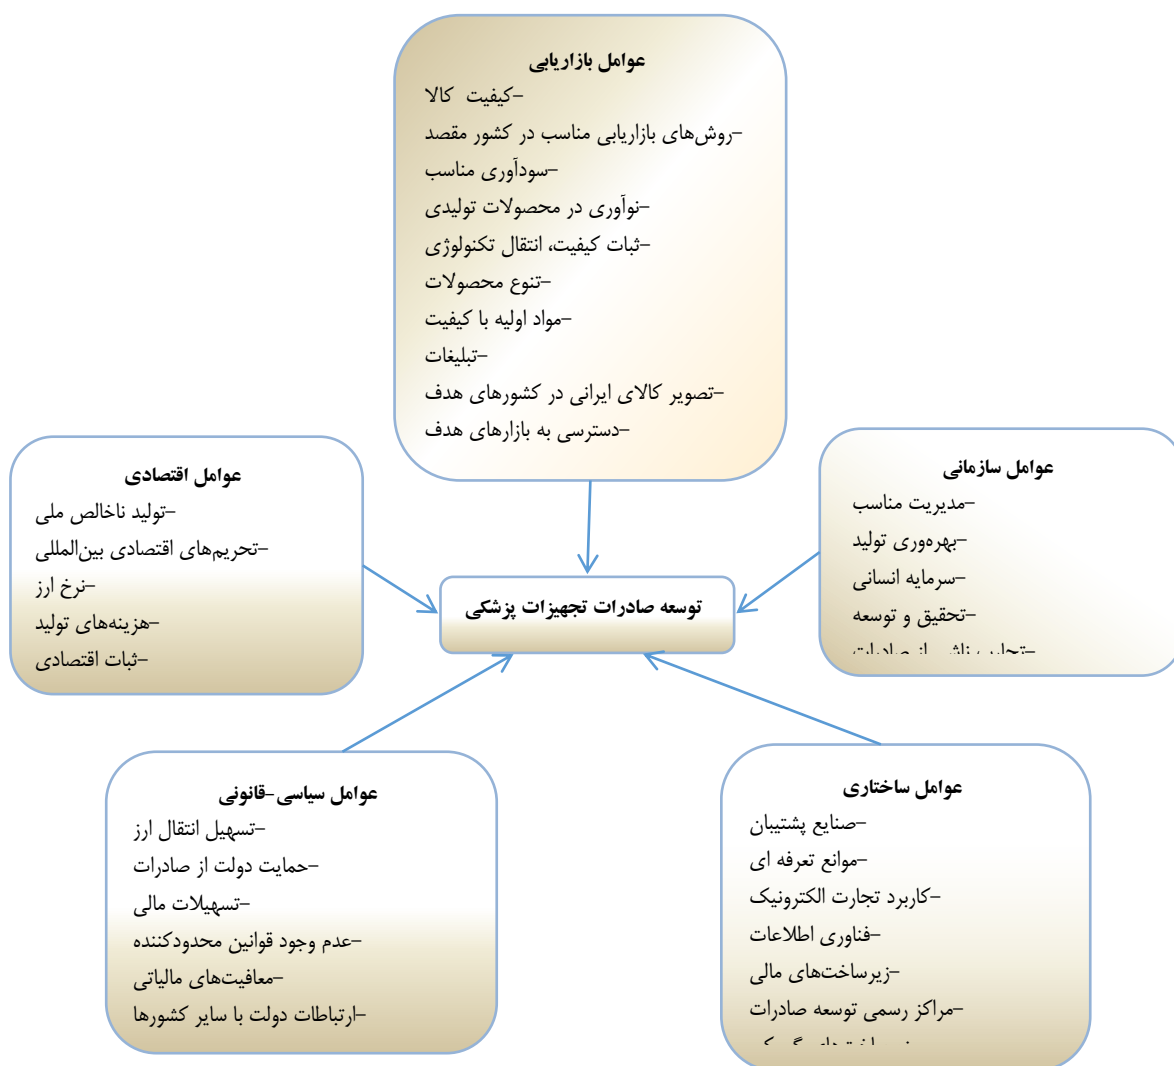 عوامل بازاریابی
-کیفیت کالا
-روش‌های بازاریابی مناسب در کشور مقصد
-سودآوری مناسب
-نوآوری در محصولات تولیدی
-ثبات کیفیت، انتقال تکنولوژی
-تنوع محصولات
-مواد اولیه با کیفیت
-تبلیغات
-تصویر کالای ایرانی در کشورهای هدف
-دسترسی به بازارهای هدف
عوامل سازمانی
-مدیریت مناسب
-بهره‌وری تولید
-سرمایه انسانی
-تحقیق و توسعه
-تجارب ناشی از صادرات
عوامل اقتصادی
-تولید ناخالص ملی
-تحریم‌های اقتصادی بین‌المللی
-نرخ ارز
-هزینه‌های تولید
-ثبات اقتصادی
توسعه صادرات تجهیزات پزشکی
عوامل ساختاری
-صنایع پشتیبان
-موانع تعرفه ای
-کاربرد تجارت الکترونیک
-فناوری اطلاعات
-زیرساخت‌های مالی
-مراکز رسمی توسعه صادرات
عوامل سیاسی-قانونی
-تسهیل انتقال ارز
-حمایت دولت از صادرات
-تسهیلات مالی
-عدم وجود قوانین محدودکننده
-معافیت‌های مالیاتی
-ارتباطات دولت با سایر کشورها